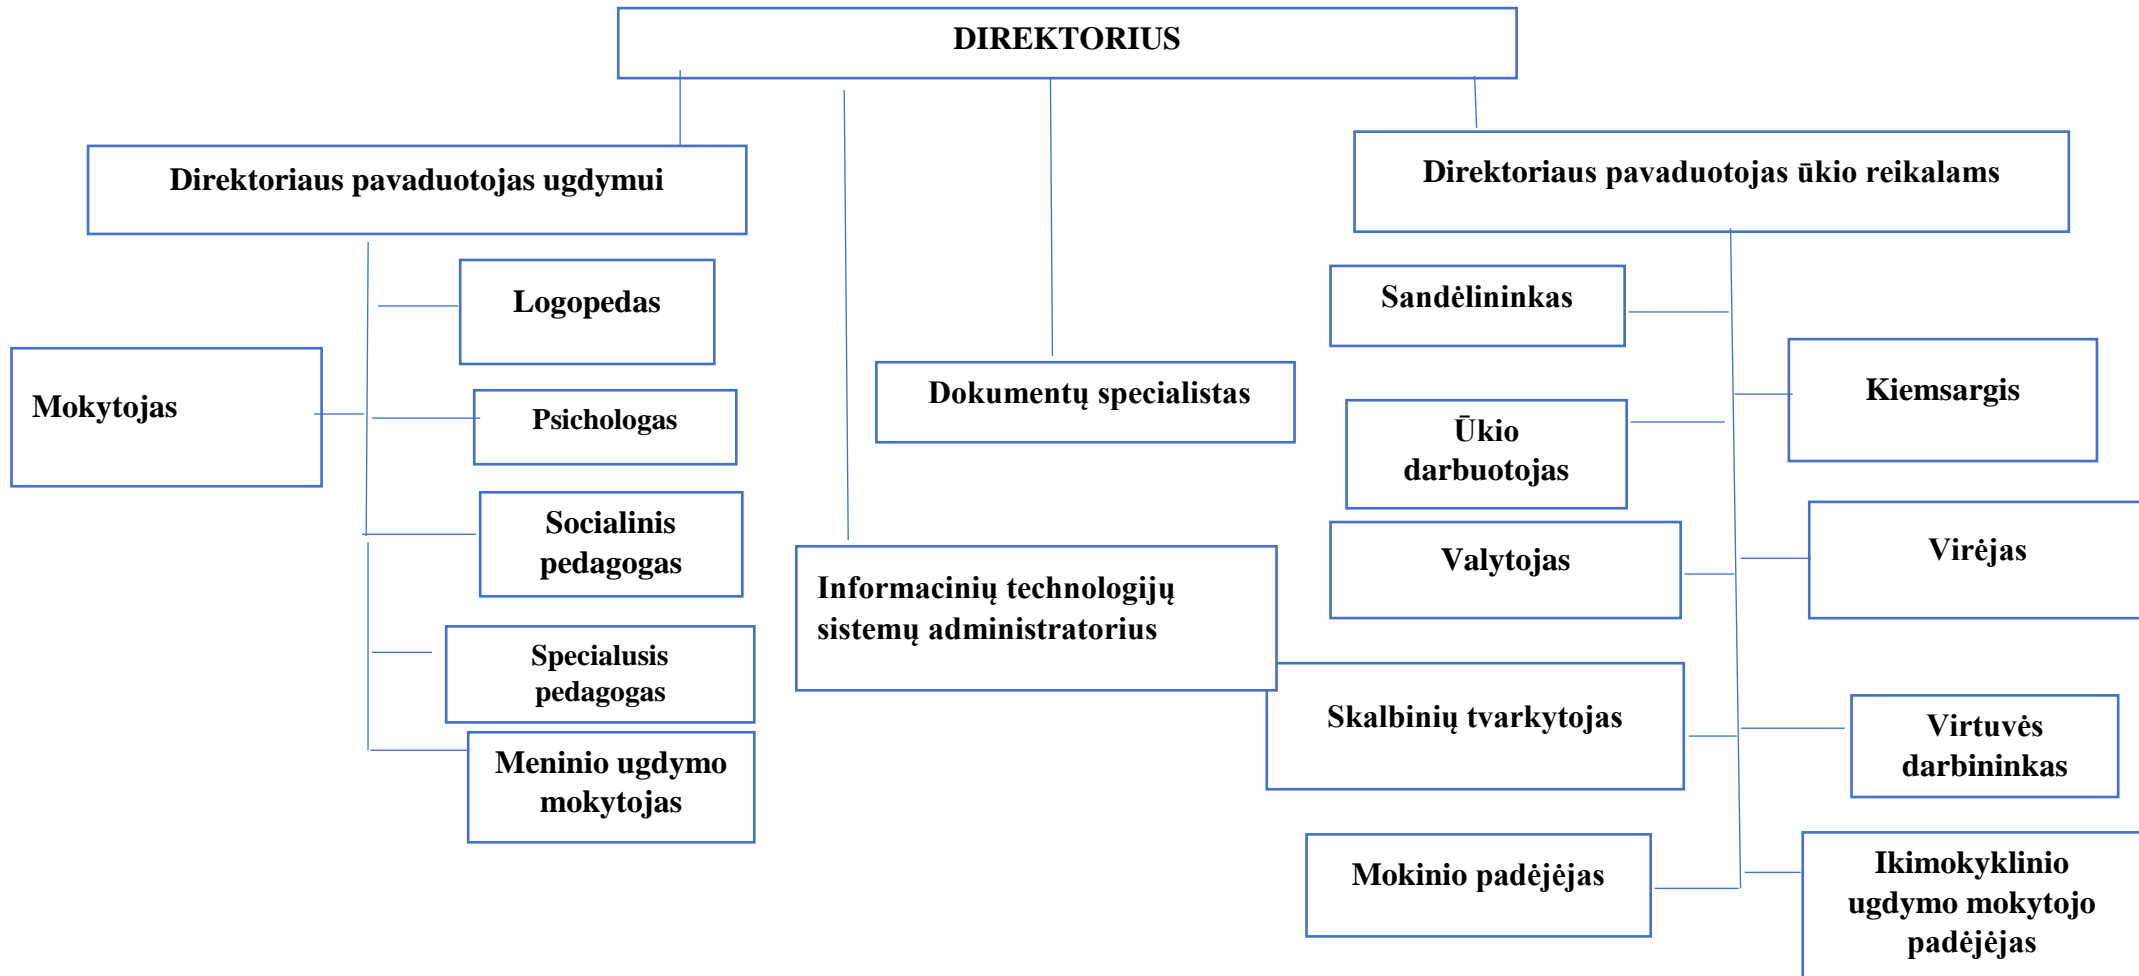 DIREKTORIUS
Direktoriaus pavaduotojas ugdymui
Direktoriaus pavaduotojas ūkio reikalams
Logopedas
Mokytojas
Psichologas
Socialinis
pedagogas
Specialusis
pedagogas
Meninio ugdymo
mokytojas
Dokumentų specialistas
Informacinių technologijų
sistemų administratorius
Sandėlininkas
Ūkio
darbuotojas
Valytojas
Skalbinių tvarkytojas
Mokinio padėjėjas
Kiemsargis
Virėjas
Virtuvės
darbininkas
Ikimokyklinio
ugdymo mokytojo
padėjėjas